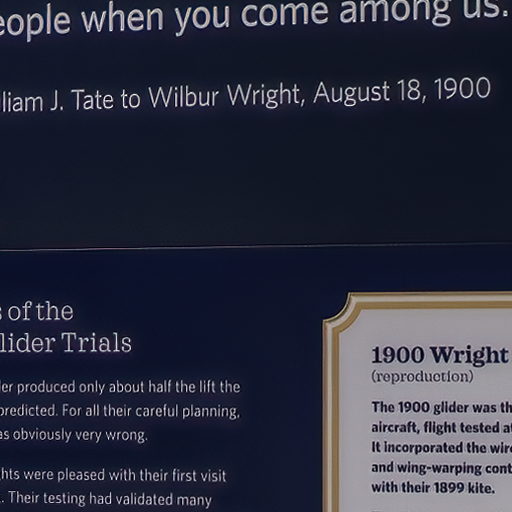 eople when you come among us.
liam J. Tate to Wilbur Wright, August 18, 1900
s of the
lider Trials
er produced only about half the lift the
predicted. For all their careful planning,
as obviously very wrong.
hts were pleased with their first visit
. Their testing had validated many
1900 Wright
(reproduction)
The 1900 glider was th
aircraft, flight tested a
It incorporated the wir
and wing-warping cont
with their 1899 kite.